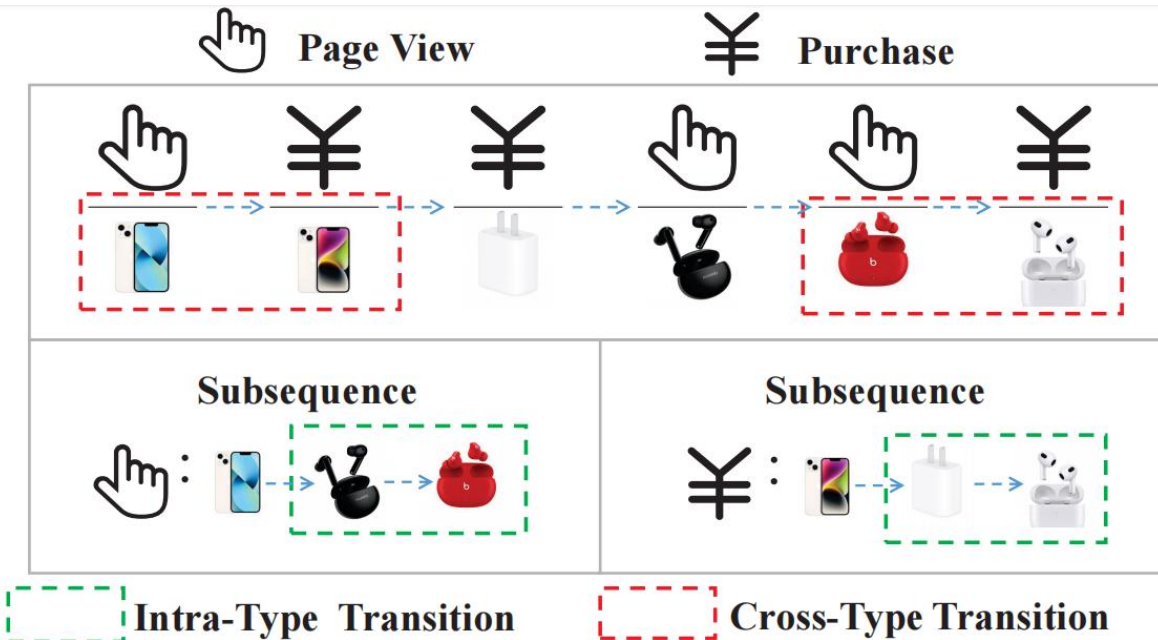 Page View
Purchase
Subsequence
Subsequence
Intra-Type Transition
Cross-Type Transition